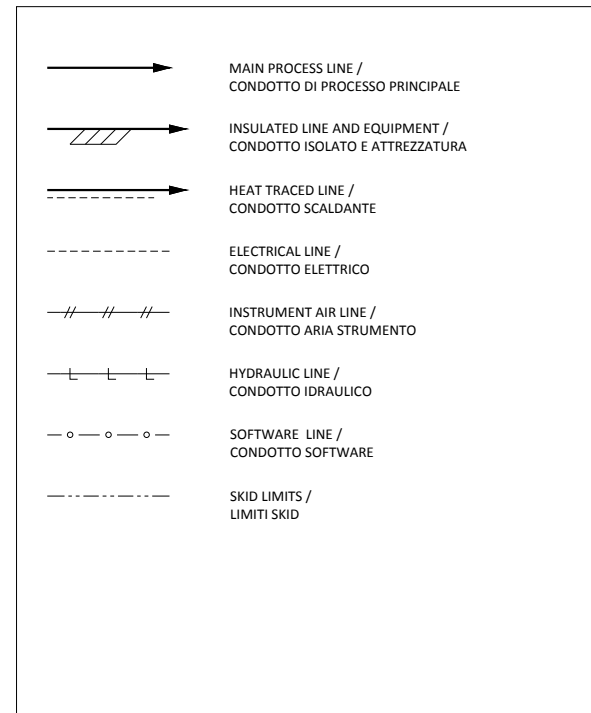 MAIN PROCESS LINE /
CONDOTTO DI PROCESSO PRINCIPALE
INSULATED LINE AND EQUIPMENT /
CONDOTTO ISOLATO E ATTREZZATURA
HEAT TRACED LINE /
CONDOTTO SCALDANTE
ELECTRICAL LINE /
CONDOTTO ELETTRICO
INSTRUMENT AIR LINE /
CONDOTTO ARIA STRUMENTO
HYDRAULIC LINE /
CONDOTTO IDRAULICO
SOFTWARE LINE /
CONDOTTO SOFTWARE
SKID LIMITS /
LIMITI SKID